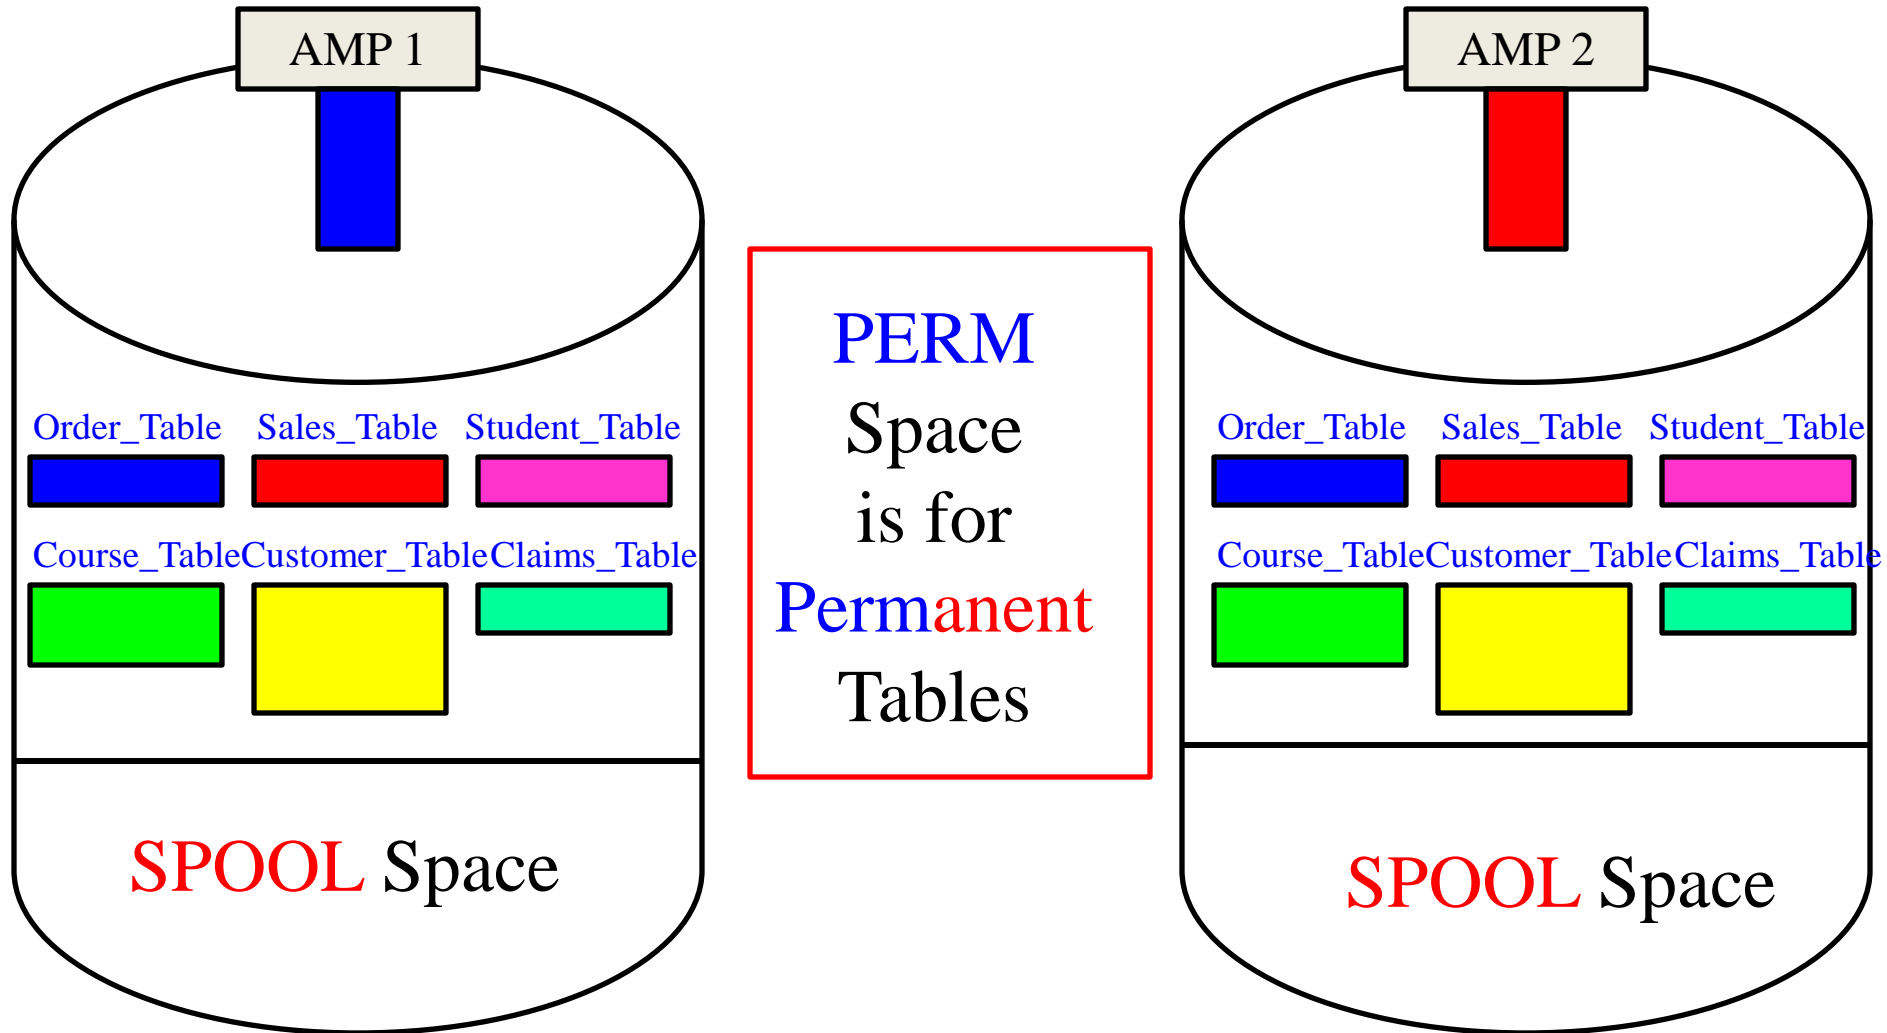 AMP 1
Order_Table Sales_Table Student_Table
Course_Table Customer_Table Claims_Table
SPOOL Space
PERM
Space
is for
Permanent
Tables
AMP 2
Order_Table Sales_Table Student_Table
Course_Table Customer_Table Claims_Table
SPOOL Space